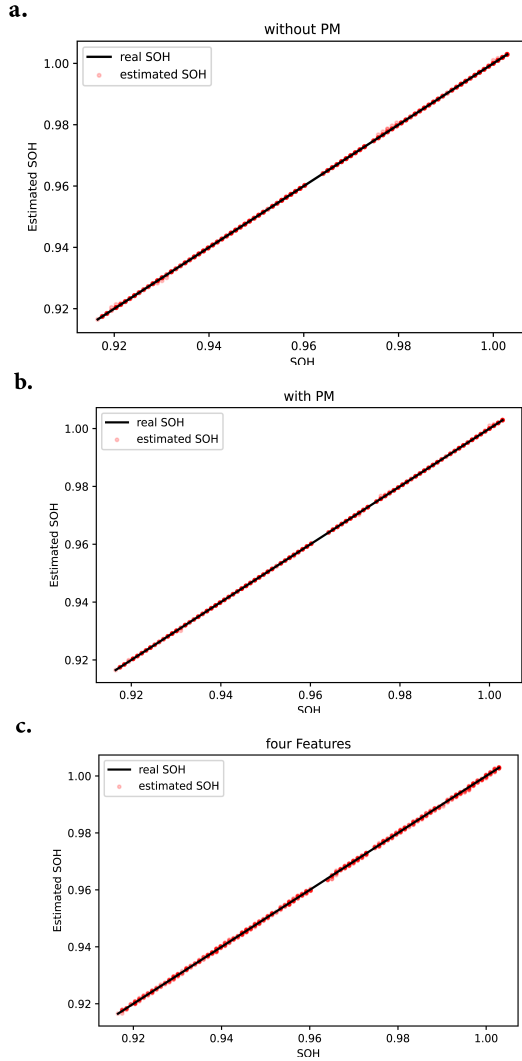 a.
without PM
real SOH
estimated SOH
Estimated SOH
1.00
0.98
0.96
0.94
0.92
0.92 0.94 0.96 0.98 1.00
SOH
b.
with PM
real SOH
estimated SOH
Estimated SOH
1.00
0.98
0.96
0.94
0.92
0.92 0.94 0.96 0.98 1.00
SOH
c.
four Features
real SOH
estimated SOH
Estimated SOH
1.00
0.98
0.96
0.94
0.92
0.92 0.94 0.96 0.98 1.00
SOH